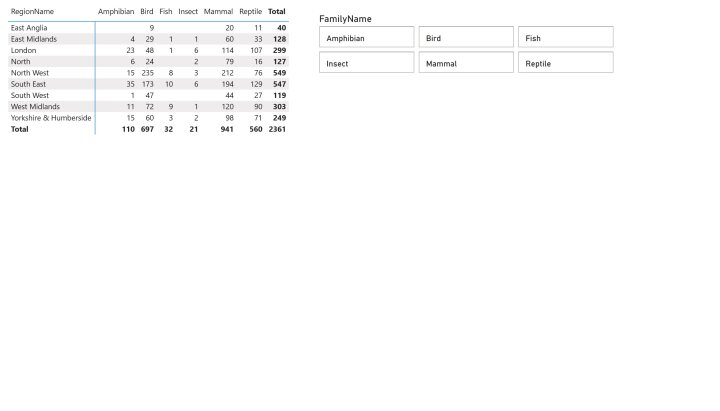 RegionName Amphibian Bird Fish Insect Mammal Reptile Total
East Anglia 9 20 11 40
East Midlands 4 29 1 1 60 33 128
London 23 48 1 6 114 107 299
North 6 24 2 79 16 127
North West 15 235 8 3 212 76 549
South East 35 173 10 6 194 129 547
South West 1 47 44 27 119
West Midlands 11 72 9 1 120 90 303
Yorkshire & Humberside 15 60 3 2 98 71 249
Total 110 697 32 21 941 560 2361
FamilyName
Amphibian Bird Fish
Insect Mammal Reptile